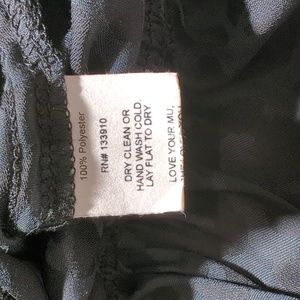 100% Polyester
RN# 133910
DRY CLEAN OR
HAND WASH COLD.
LAY FLAT TO DRY
LOVE YOUR MU,